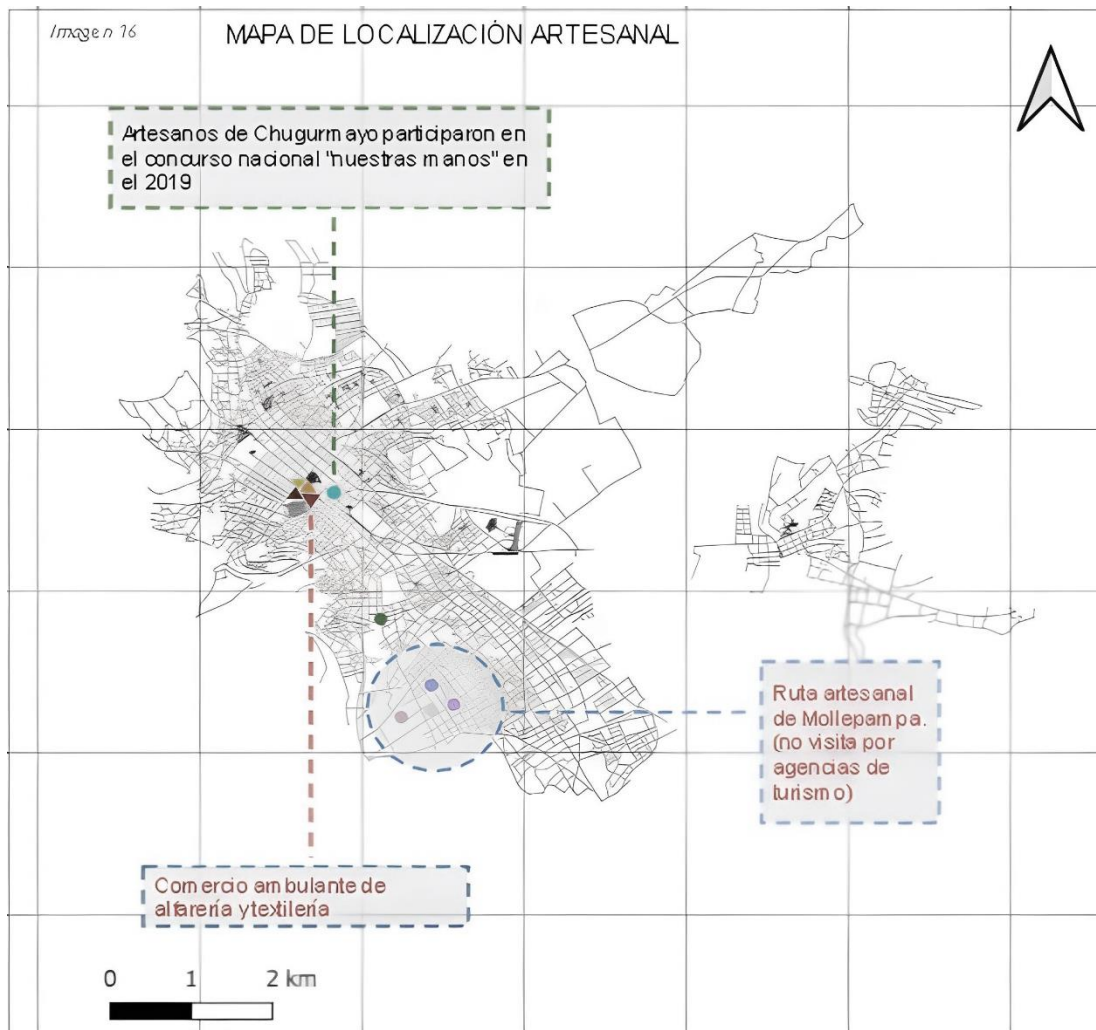 Imagen 16
MAPA DE LOCALIZACIÓN ARTESANAL
Artesanos de Chugurmayo participaron en
el concurso nacional "nuestras manos" en
el 2019
Ruta artesanal
de Mollepampa.
(no visita por
agencias de
turismo)
Comercio ambulante de
alfarería y textilería
0 1 2 km